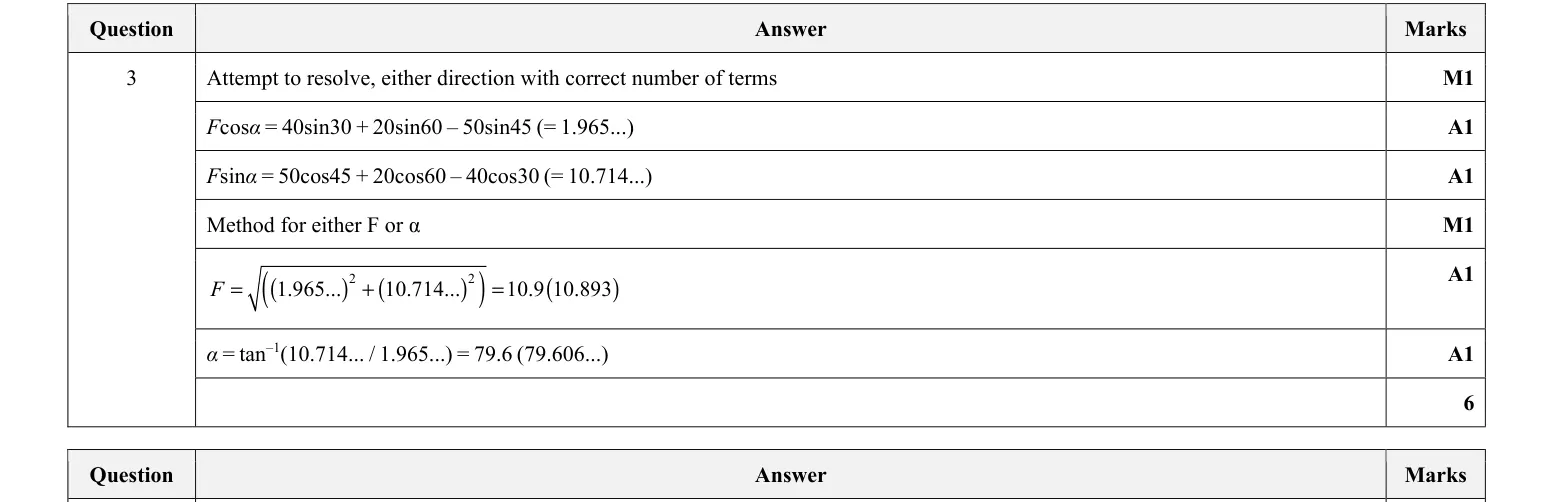 Question Answer Marks
3 Attempt to resolve, either direction with correct number of terms M1
Fcosα = 40sin30 + 20sin60 – 50sin45 (= 1.965...) A1
Fsinα = 50cos45 + 20cos60 – 40cos30 (= 10.714...) A1
Method for either F or α M1
F = √((1.965...)² + (10.714...)²) = 10.9(10.893) A1
α = tan⁻¹(10.714... / 1.965...) = 79.6 (79.606...) A1
6
Question Answer Marks